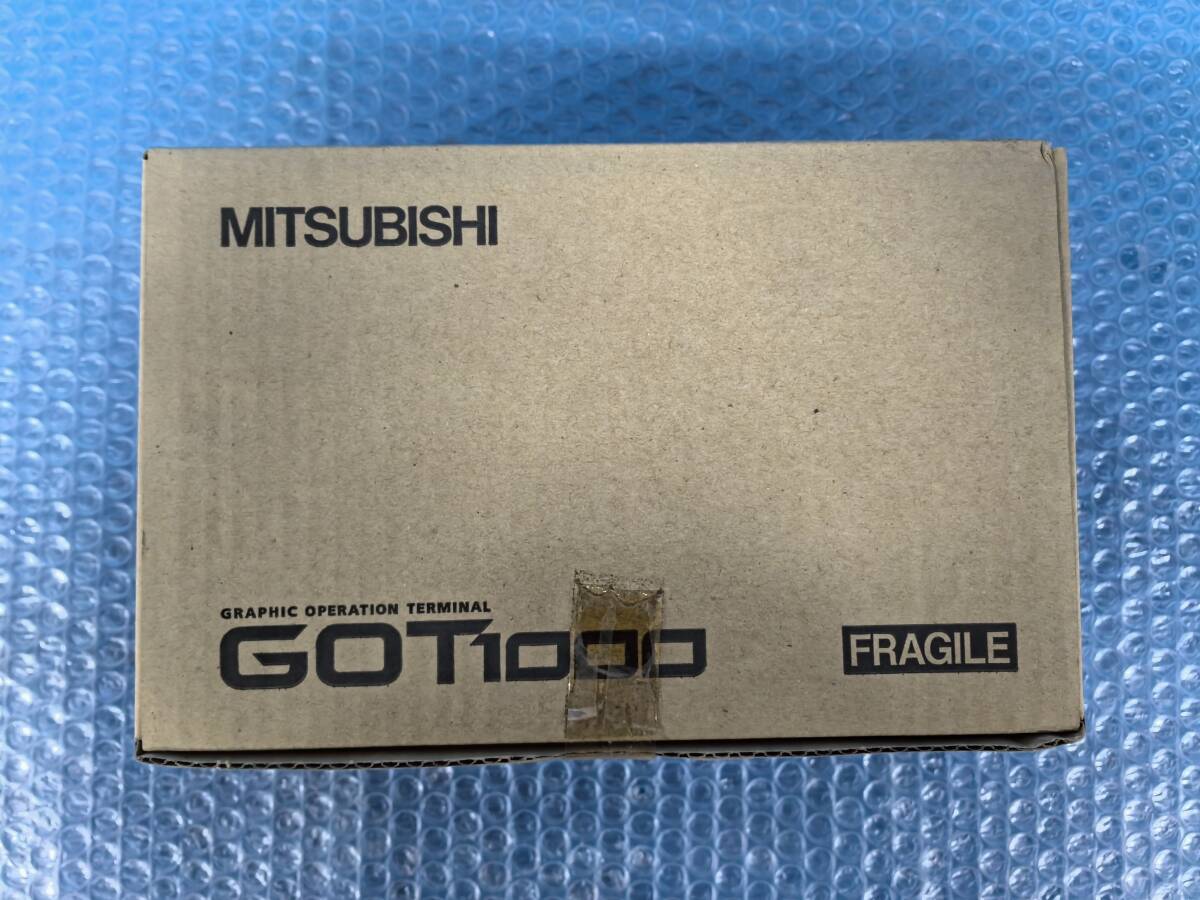 MITSUBISHI
GRAPHIC OPERATION TERMINAL
GOT1000
FRAGILE